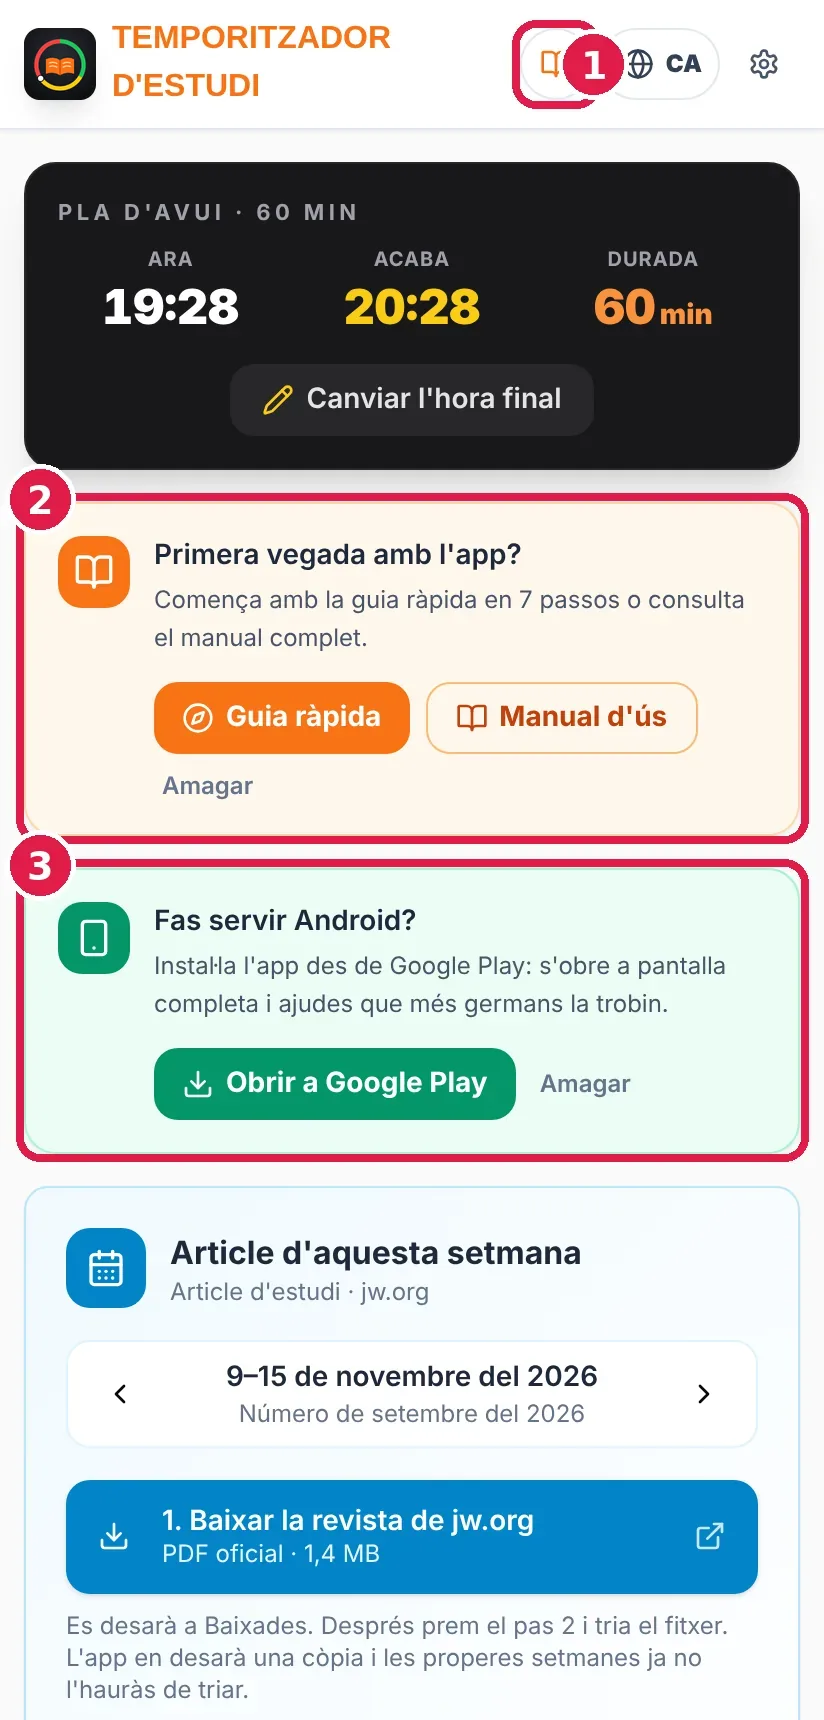 TEMPORITZADOR
D'ESTUDI
1
CA
PLA D'AVUI · 60 MIN
ARA
ACABA
DURADA
19:28
20:28
60 min
Canviar l'hora final
2
Primera vegada amb l'app?
Comença amb la guia ràpida en 7 passos o consulta
el manual complet.
Guia ràpida
Manual d'ús
Amagar
3
Fas servir Android?
Instal·la l'app des de Google Play: s'obre a pantalla
completa i ajudes que més germans la trobin.
Obrir a Google Play
Amagar
Article d'aquesta setmana
Article d'estudi · jw.org
9–15 de novembre del 2026
Número de setembre del 2026
1. Baixar la revista de jw.org
PDF oficial · 1,4 MB
Es desarà a Baixades. Després prem el pas 2 i tria el fitxer.
L'app en desarà una còpia i les properes setmanes ja no
l'hauràs de triar.